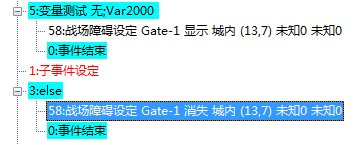 5:变量测试 无;Var2000
58:战场障碍设定 Gate-1 显示 城内 (13,7) 未知0 未知0
0:事件结束
1:子事件设定
3:else
58:战场障碍设定 Gate-1 消失 城内 (13,7) 未知0 未知0
0:事件结束